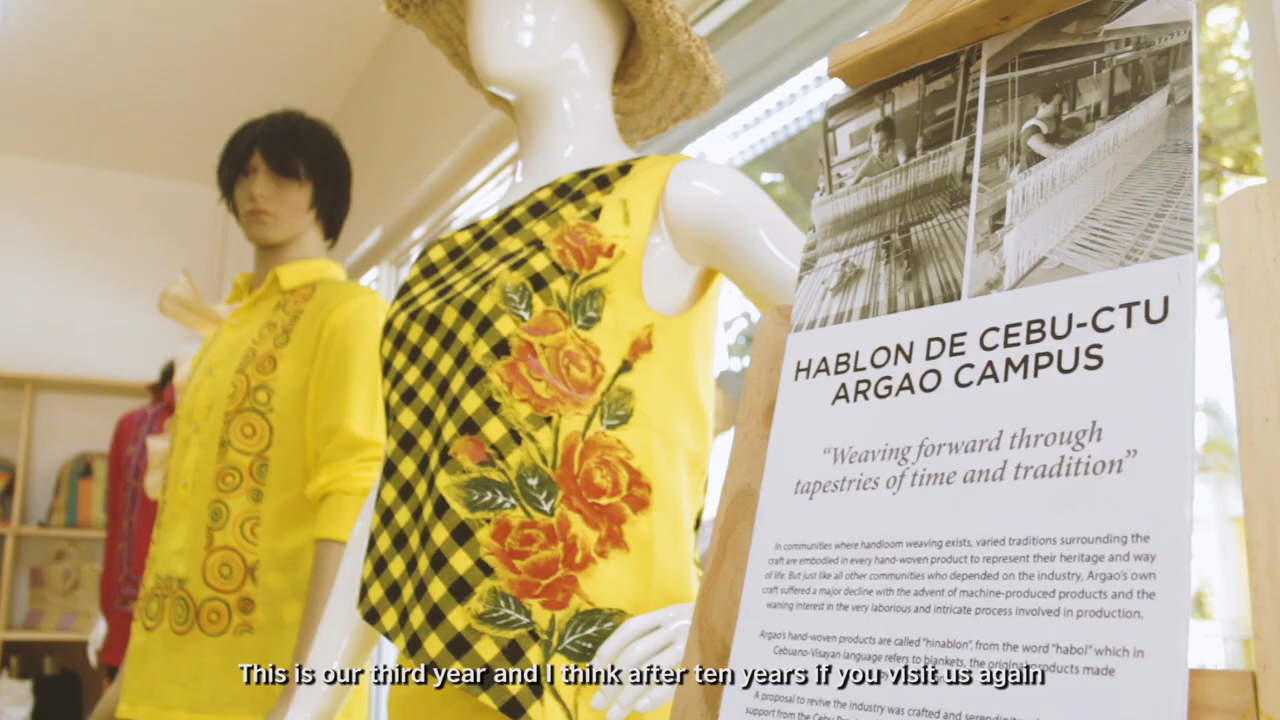 HABLON DE CEBU-CTU
ARGAO CAMPUS
“Weaving forward through
tapestries of time and tradition”
In communities where handloom weaving exists, varied traditions surrounding the
craft are embodied in every hand-woven product to represent their heritage and way
of life. But just like all other communities who depended on the industry, Argao's own
craft suffered a major decline with the advent of machine-produced products and the
waning interest in the very laborious and intricate process involved in production.
Argao's hand-woven products are called “hinablon”, from the word “habol” which in
Cebuano-Visayan language refers to blankets, the original products made
This is our third year and I think after ten years if you visit us again
A proposal to revive the industry was crafted and
support from the Cebu